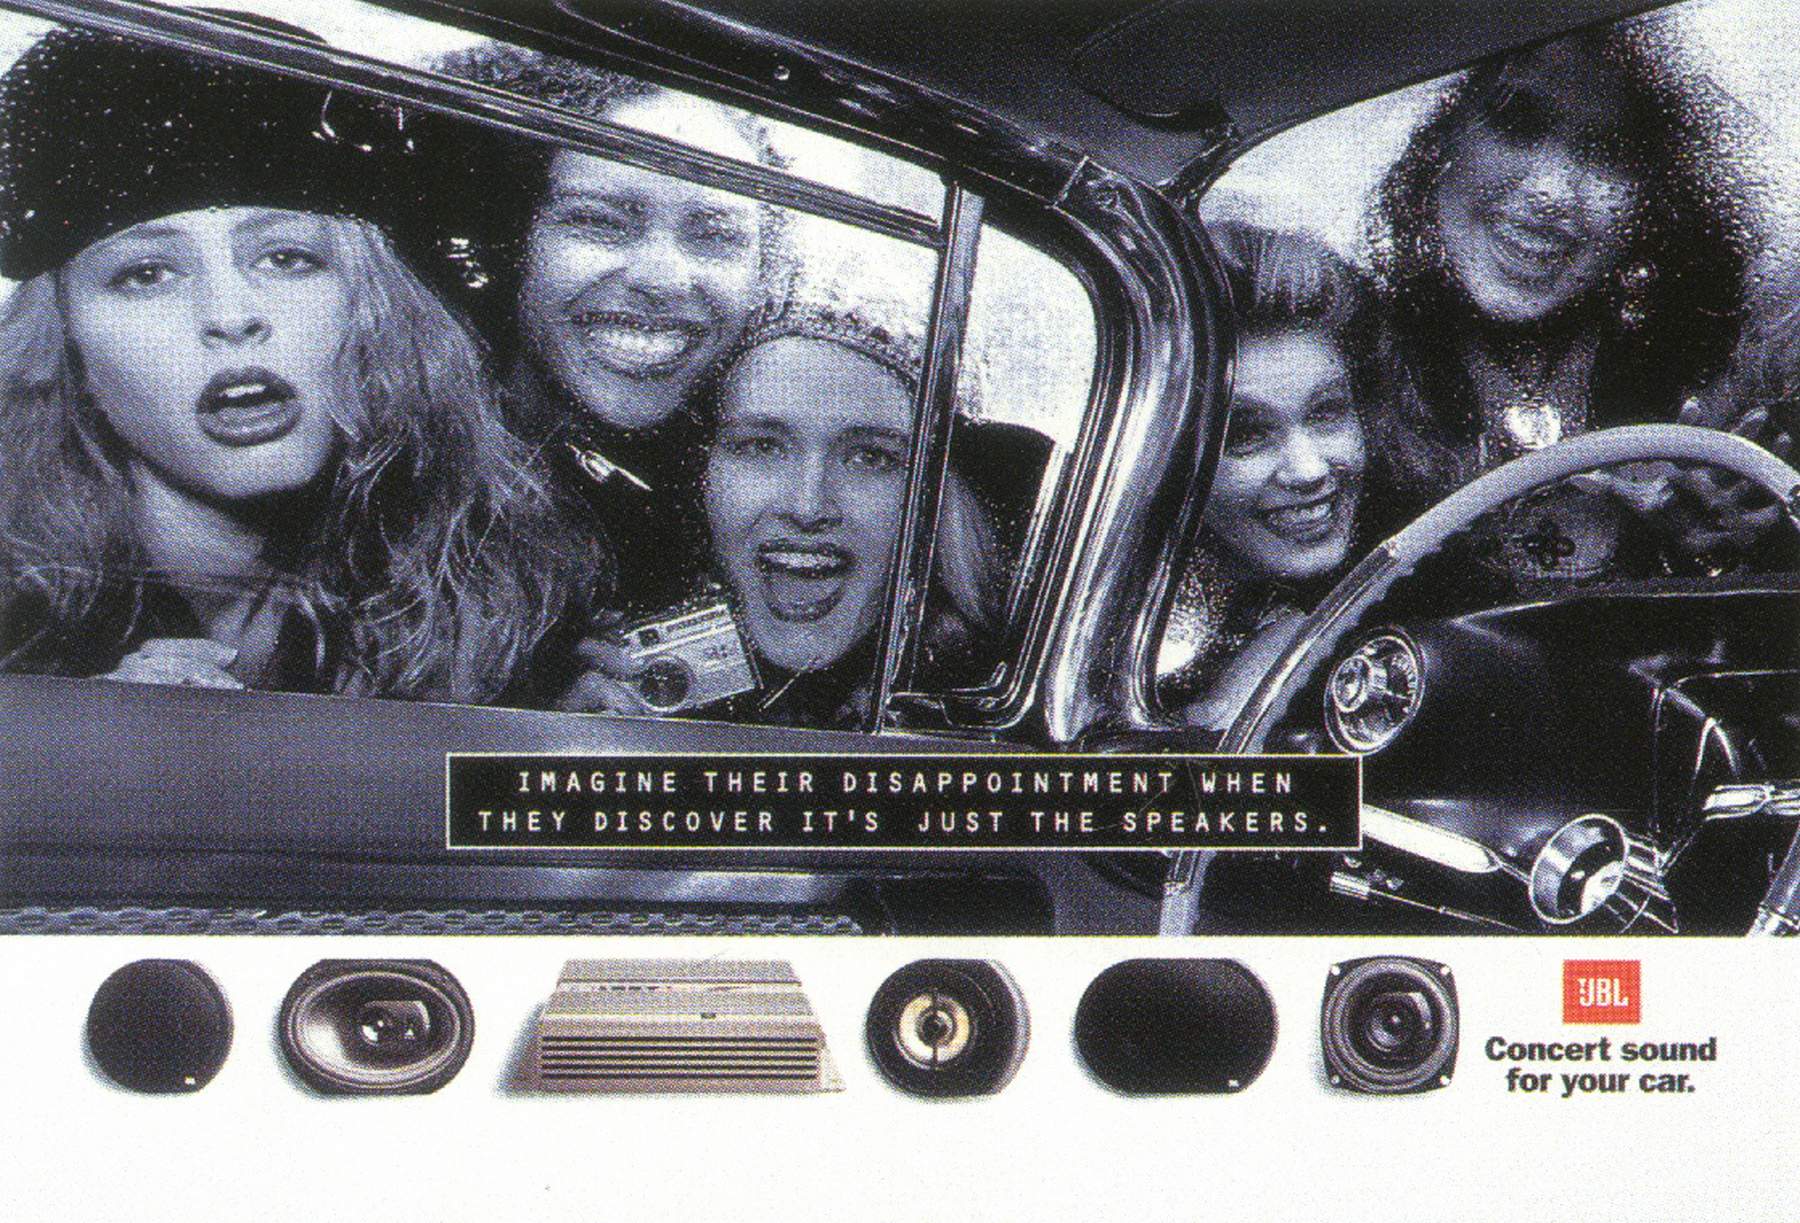 IMAGINE THEIR DISAPPOINTMENT WHEN
THEY DISCOVER IT'S JUST THE SPEAKERS.
JBL
Concert sound
for your car.